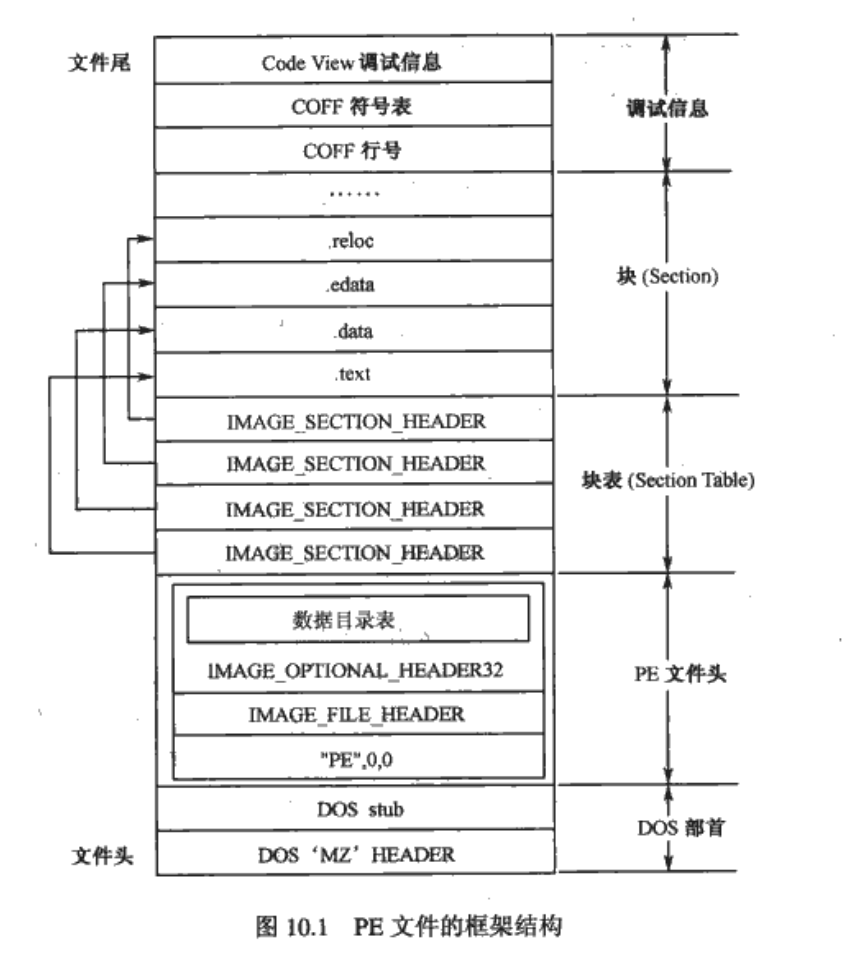 文件尾
Code View 调试信息
COFF 符号表
调试信息
COFF 行号
······
.reloc
.edata
块 (Section)
.data
.text
IMAGE_SECTION_HEADER
IMAGE_SECTION_HEADER
块表 (Section Table)
IMAGE_SECTION_HEADER
IMAGE_SECTION_HEADER
数据目录表
IMAGE_OPTIONAL_HEADER32
PE 文件头
IMAGE_FILE_HEADER
"PE",0,0
DOS stub
DOS 部首
文件头
DOS ‘MZ’ HEADER
图 10.1 PE 文件的框架结构